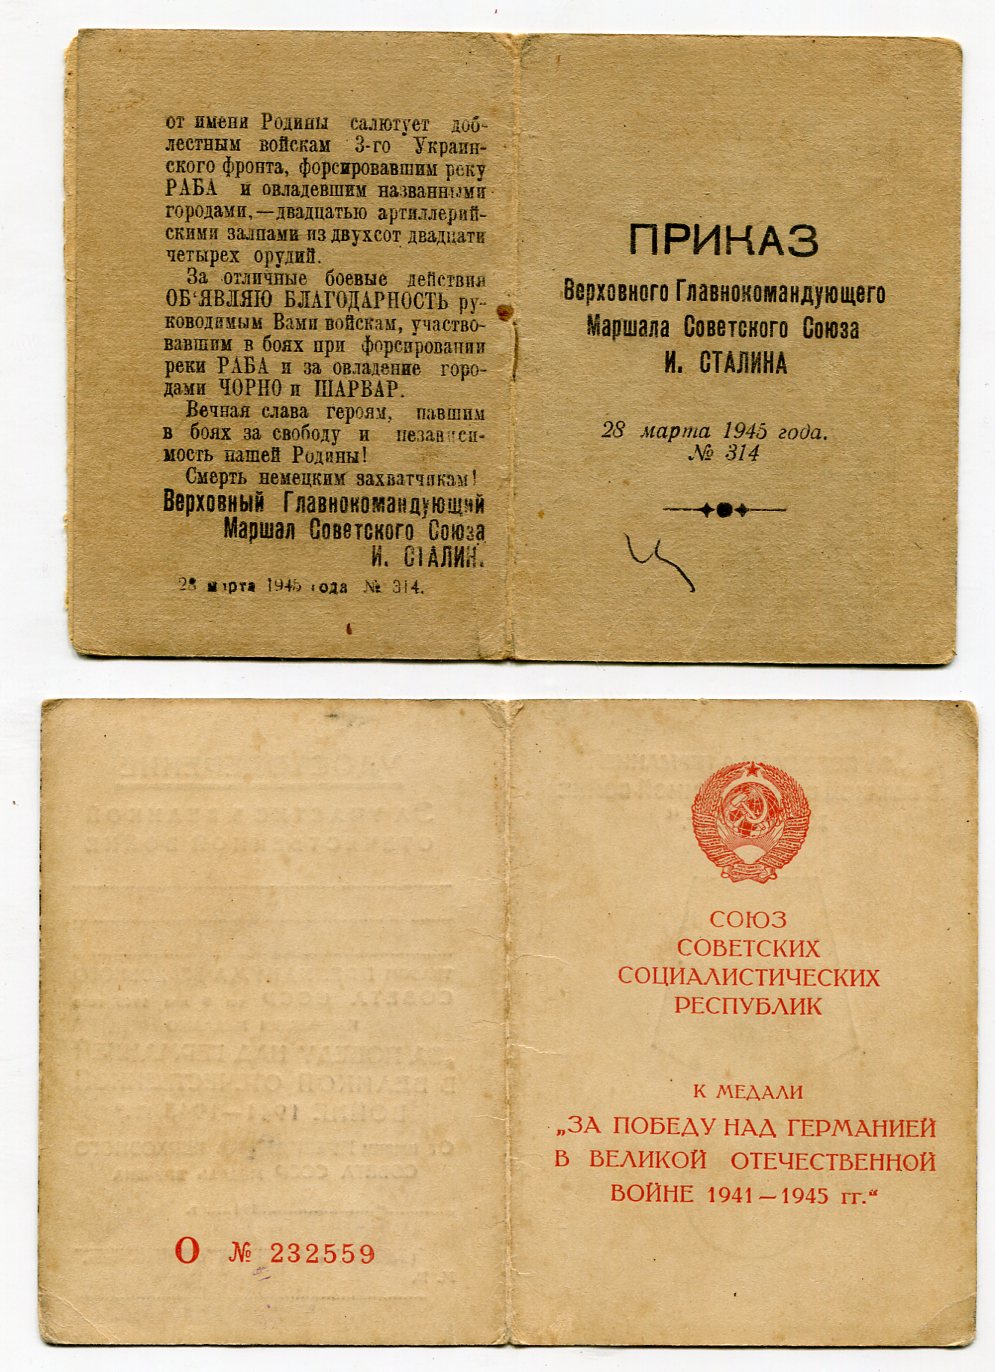 от имени Родины салютует доб-
лестным войскам 3-го Украин-
ского фронта, форсировавшим реку
РАБА и овладевшим названными
городами,—двадцатью артиллерий-
скими залпами из двухсот двадцати
четырех орудий.
За отличные боевые действия
ОБ'ЯВЛЯЮ БЛАГОДАРНОСТЬ ру-
ководимым Вами войскам, участво-
вавшим в боях при форсировании
реки РАБА и за овладение горо-
дами ЧОРНО и ШАРВАР.
Вечная слава героям, павшим
в боях за свободу и независи-
мость нашей Родины!
Смерть немецким захватчикам!
Верховный Главнокомандующий
Маршал Советского Союза
И. СТАЛИН.
28 марта 1945 года № 314.
ПРИКАЗ
Верховного Главнокомандующего
Маршала Советского Союза
И. СТАЛИНА
28 марта 1945 года.
№ 314
О № 232559
СОЮЗ
СОВЕТСКИХ
СОЦИАЛИСТИЧЕСКИХ
РЕСПУБЛИК
К МЕДАЛИ
„ЗА ПОБЕДУ НАД ГЕРМАНИЕЙ
В ВЕЛИКОЙ ОТЕЧЕСТВЕННОЙ
ВОЙНЕ 1941—1945 гг.“